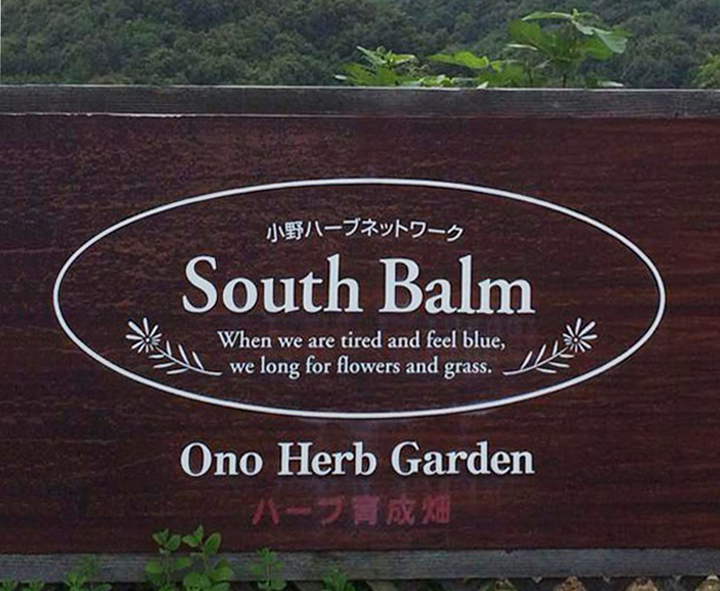 小野ハーブネットワーク
South Balm
When we are tired and feel blue,
we long for flowers and grass.
Ono Herb Garden
ハーブ育成畑